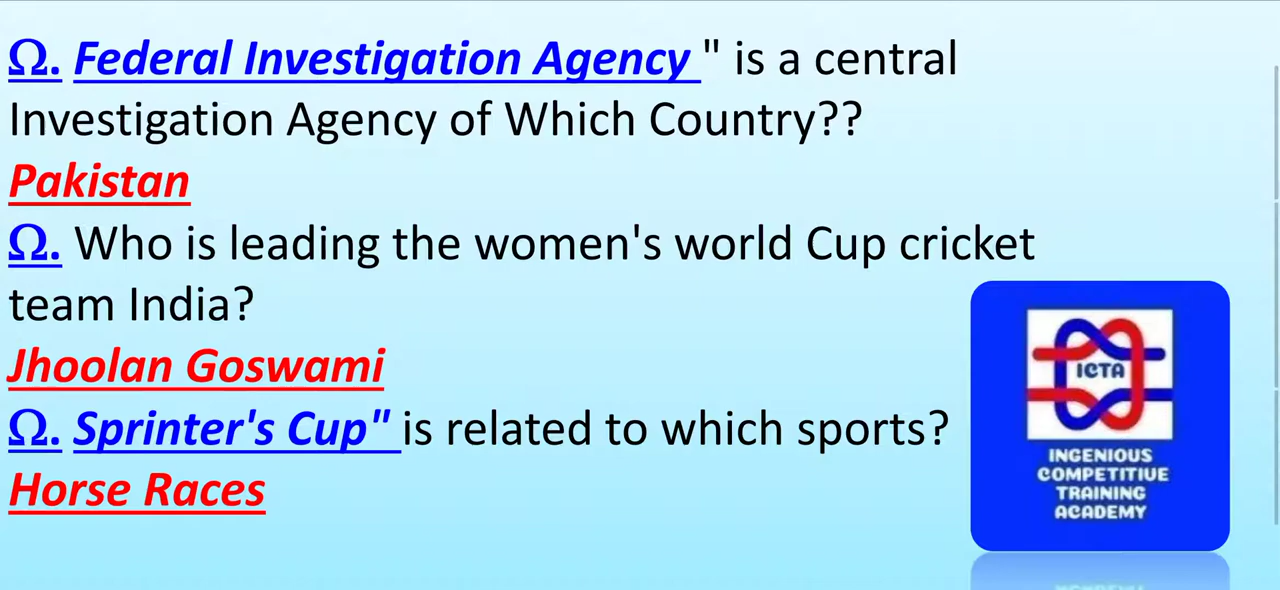 Ω. Federal Investigation Agency " is a central
Investigation Agency of Which Country??
Pakistan
Ω. Who is leading the women's world Cup cricket
team India?
Jhoolan Goswami
Ω. Sprinter's Cup" is related to which sports?
Horse Races
ICTA
INGENIOUS
COMPETITIUE
TRAINING
ACADEMY